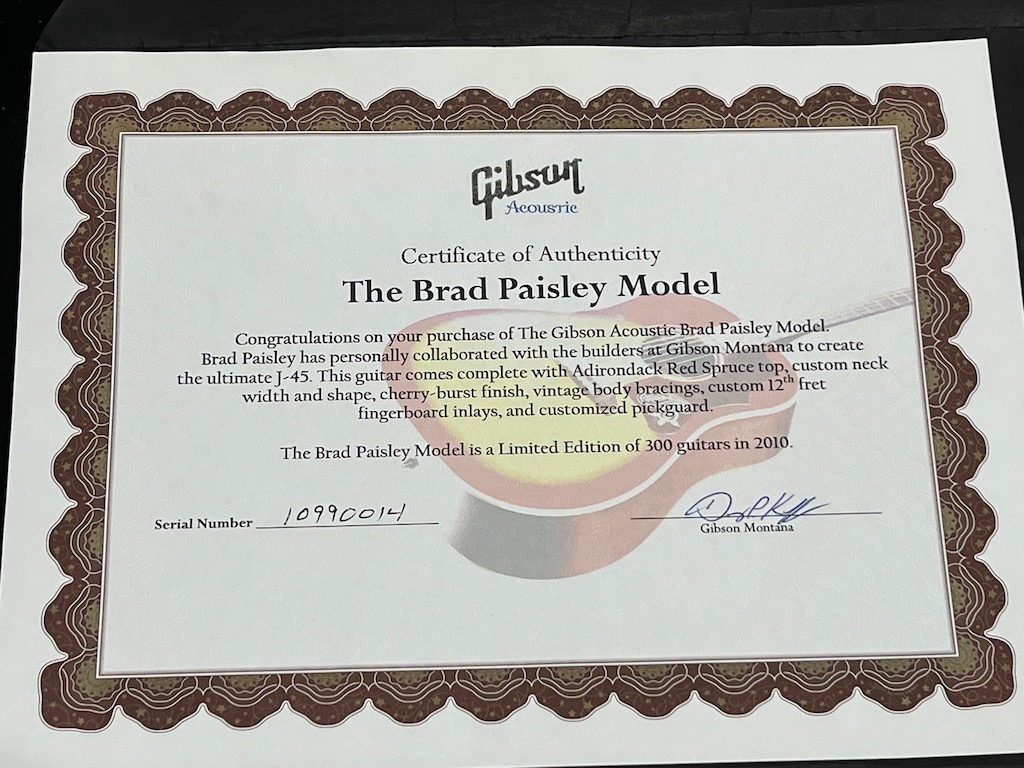 Gibson
Acoustic
Certificate of Authenticity
The Brad Paisley Model
Congratulations on your purchase of The Gibson Acoustic Brad Paisley Model.
Brad Paisley has personally collaborated with the builders at Gibson Montana to create
the ultimate J-45. This guitar comes complete with Adirondack Red Spruce top, custom neck
width and shape, cherry-burst finish, vintage body bracings, custom 12th fret
fingerboard inlays, and customized pickguard.
The Brad Paisley Model is a Limited Edition of 300 guitars in 2010.
Serial Number 10990014
Gibson Montana